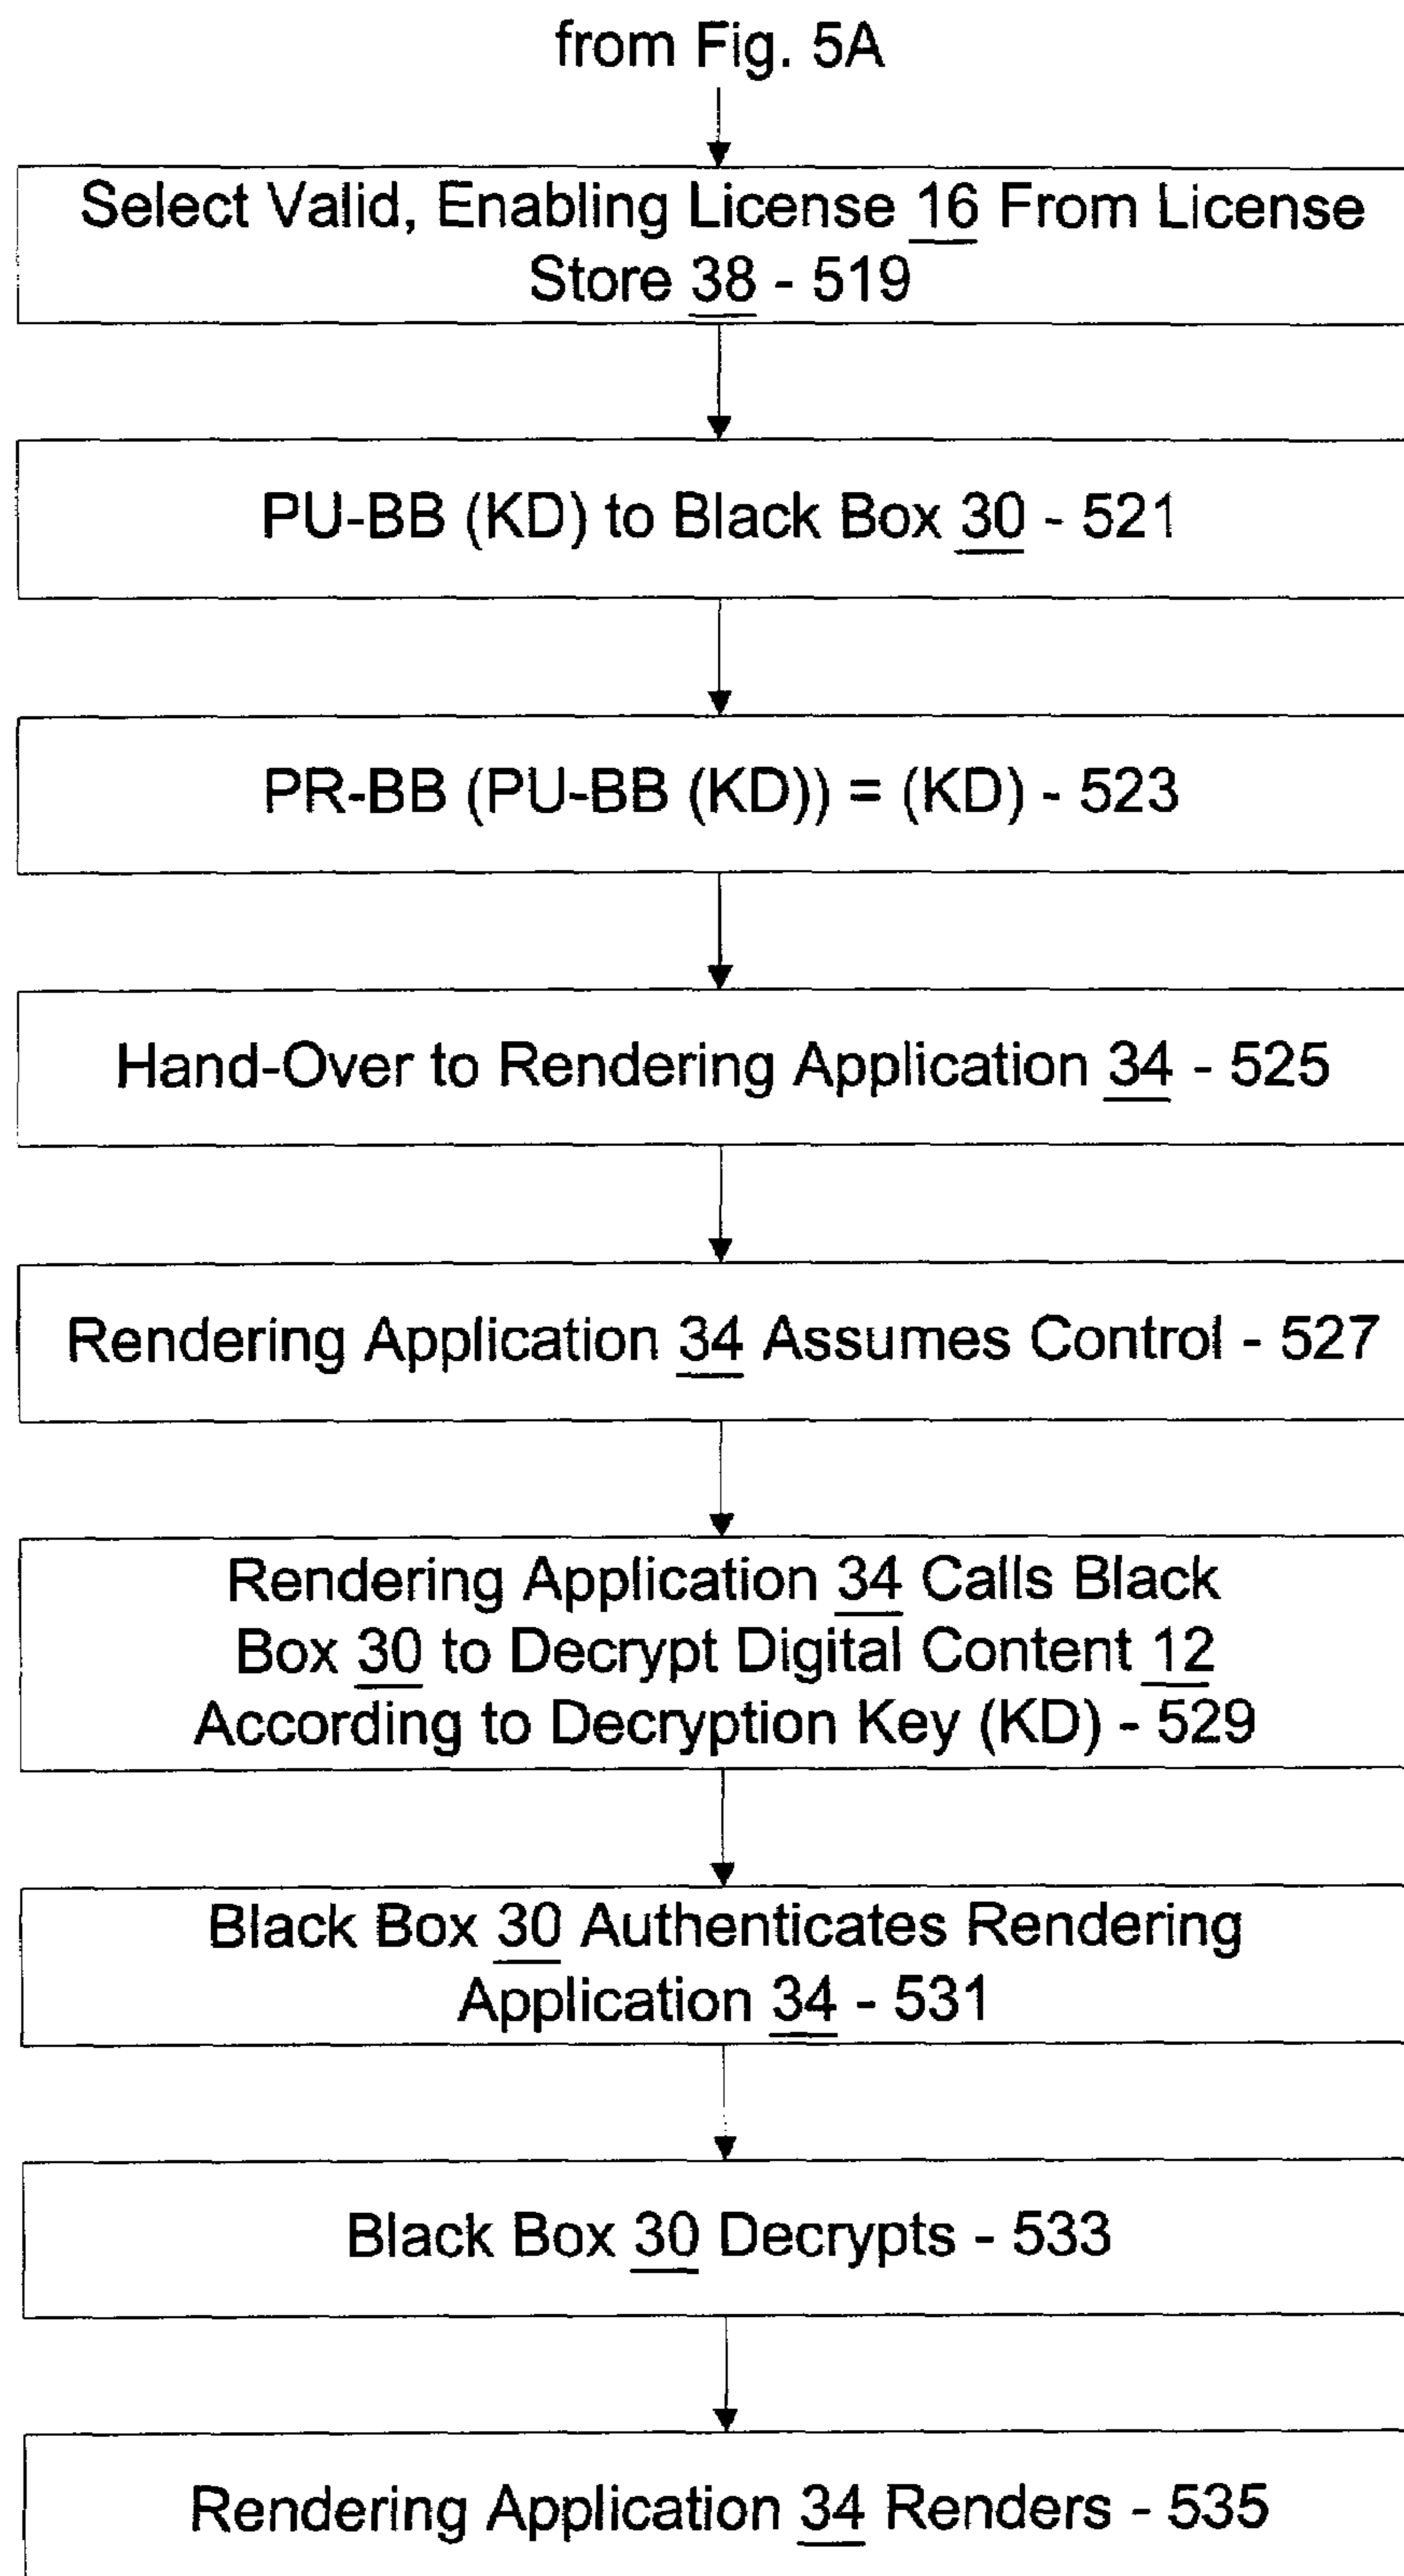 from Fig. 5A
Select Valid, Enabling License 16 From License
Store 38 - 519
PU-BB (KD) to Black Box 30 - 521
PR-BB (PU-BB (KD)) = (KD) - 523
Hand-Over to Rendering Application 34 - 525
Rendering Application 34 Assumes Control - 527
Rendering Application 34 Calls Black
Box 30 to Decrypt Digital Content 12
According to Decryption Key (KD) - 529
Black Box 30 Authenticates Rendering
Application 34 - 531
Black Box 30 Decrypts - 533
Rendering Application 34 Renders - 535